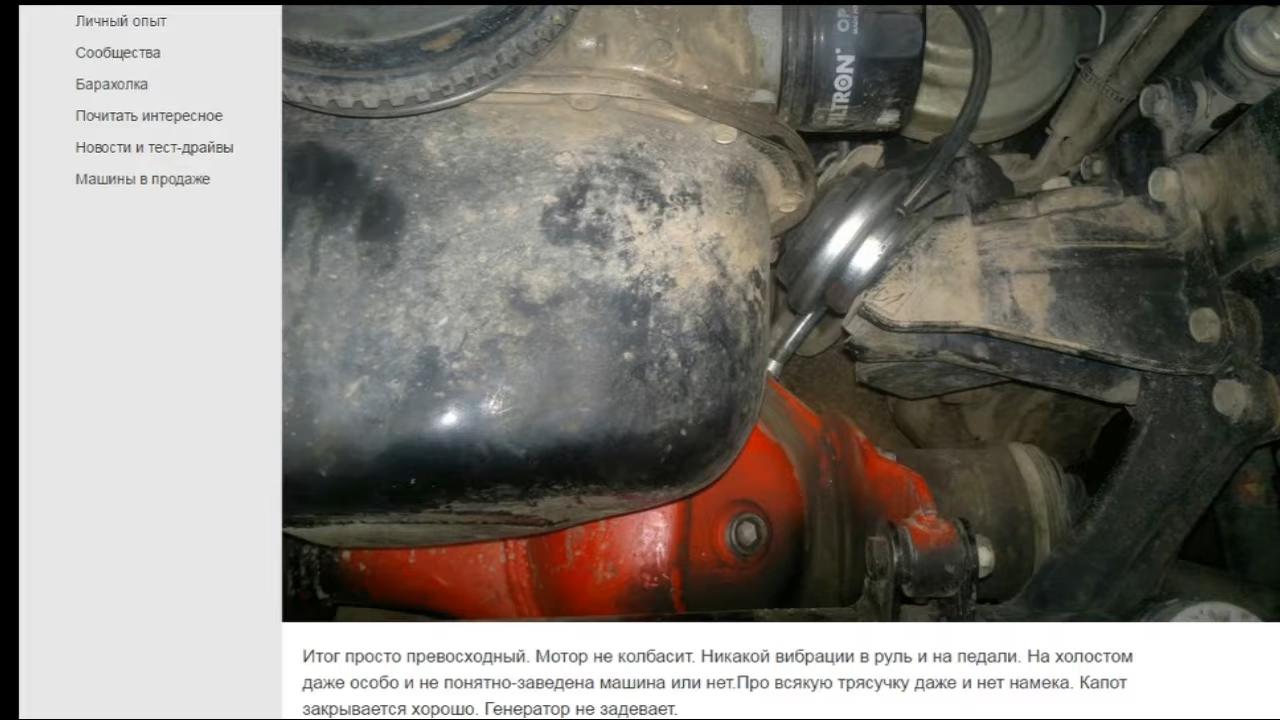 Личный опыт
Сообщества
Барахолка
Почитать интересное
Новости и тест-драйвы
Машины в продаже
Итог просто превосходный. Мотор не колбасит. Никакой вибрации в руль и на педали. На холостом
даже особо и не понятно-заведена машина или нет.Про всякую трясучку даже и нет намека. Капот
закрывается хорошо. Генератор не задевает.